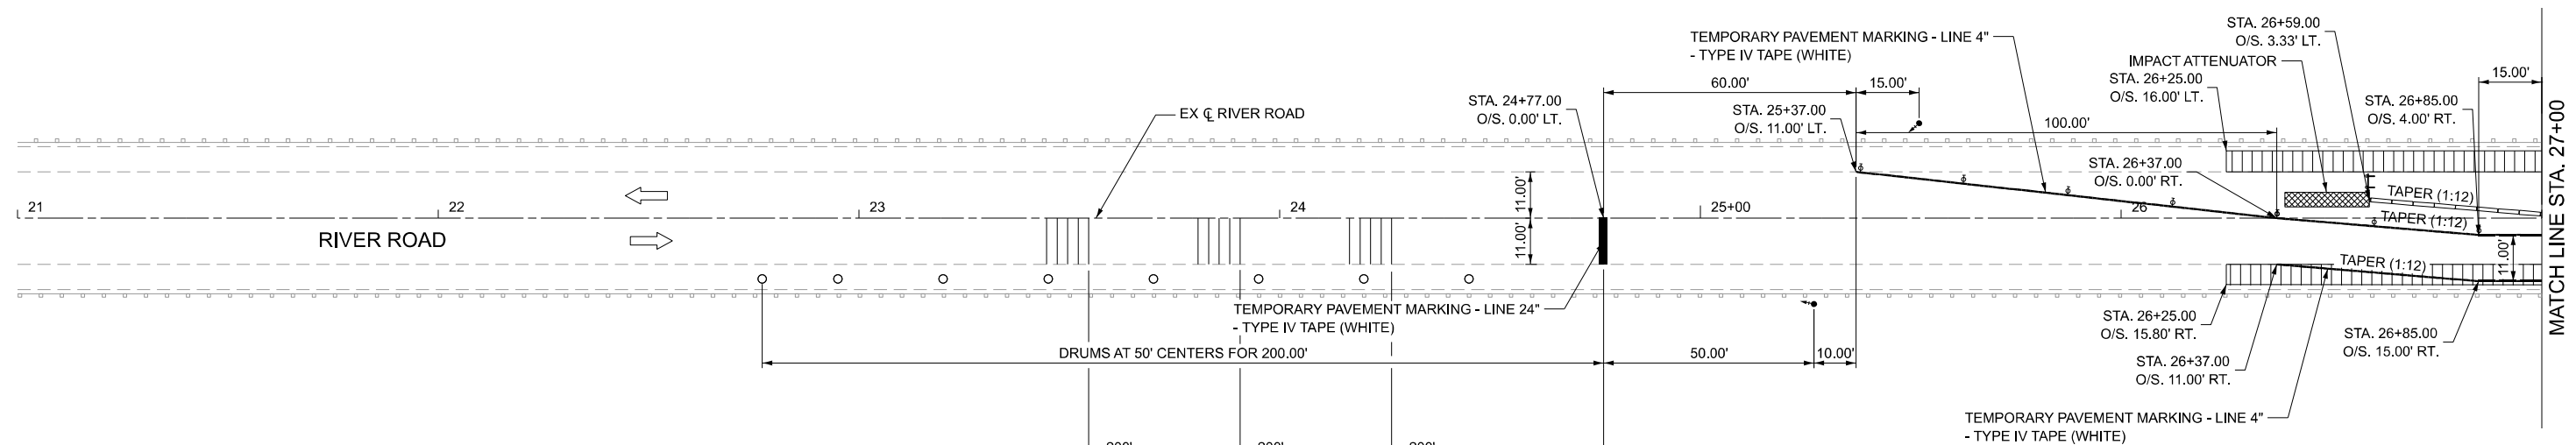 STA. 26+59.00
O/S. 3.33' LT.
TEMPORARY PAVEMENT MARKING - LINE 4"
- TYPE IV TAPE (WHITE)
IMPACT ATTENUATOR
STA. 26+25.00
O/S. 16.00' LT.
60.00'
15.00'
15.00'
STA. 24+77.00
O/S. 0.00' LT.
STA. 25+37.00
O/S. 11.00' LT.
STA. 26+85.00
O/S. 4.00' RT.
EX ℄ RIVER ROAD
100.00'
STA. 26+37.00
O/S. 0.00' RT.
MATCH LINE STA. 27+00
11.00'
TAPER (1:12)
21
22
23
24
25+00
26
TAPER (1:12)
RIVER ROAD
11.00'
11.00'
TAPER (1:12)
TEMPORARY PAVEMENT MARKING - LINE 24"
- TYPE IV TAPE (WHITE)
STA. 26+25.00
O/S. 15.80' RT.
STA. 26+85.00
O/S. 15.00' RT.
DRUMS AT 50' CENTERS FOR 200.00'
50.00'
10.00'
STA. 26+37.00
O/S. 11.00' RT.
TEMPORARY PAVEMENT MARKING - LINE 4"
- TYPE IV TAPE (WHITE)
200'
200'
200'